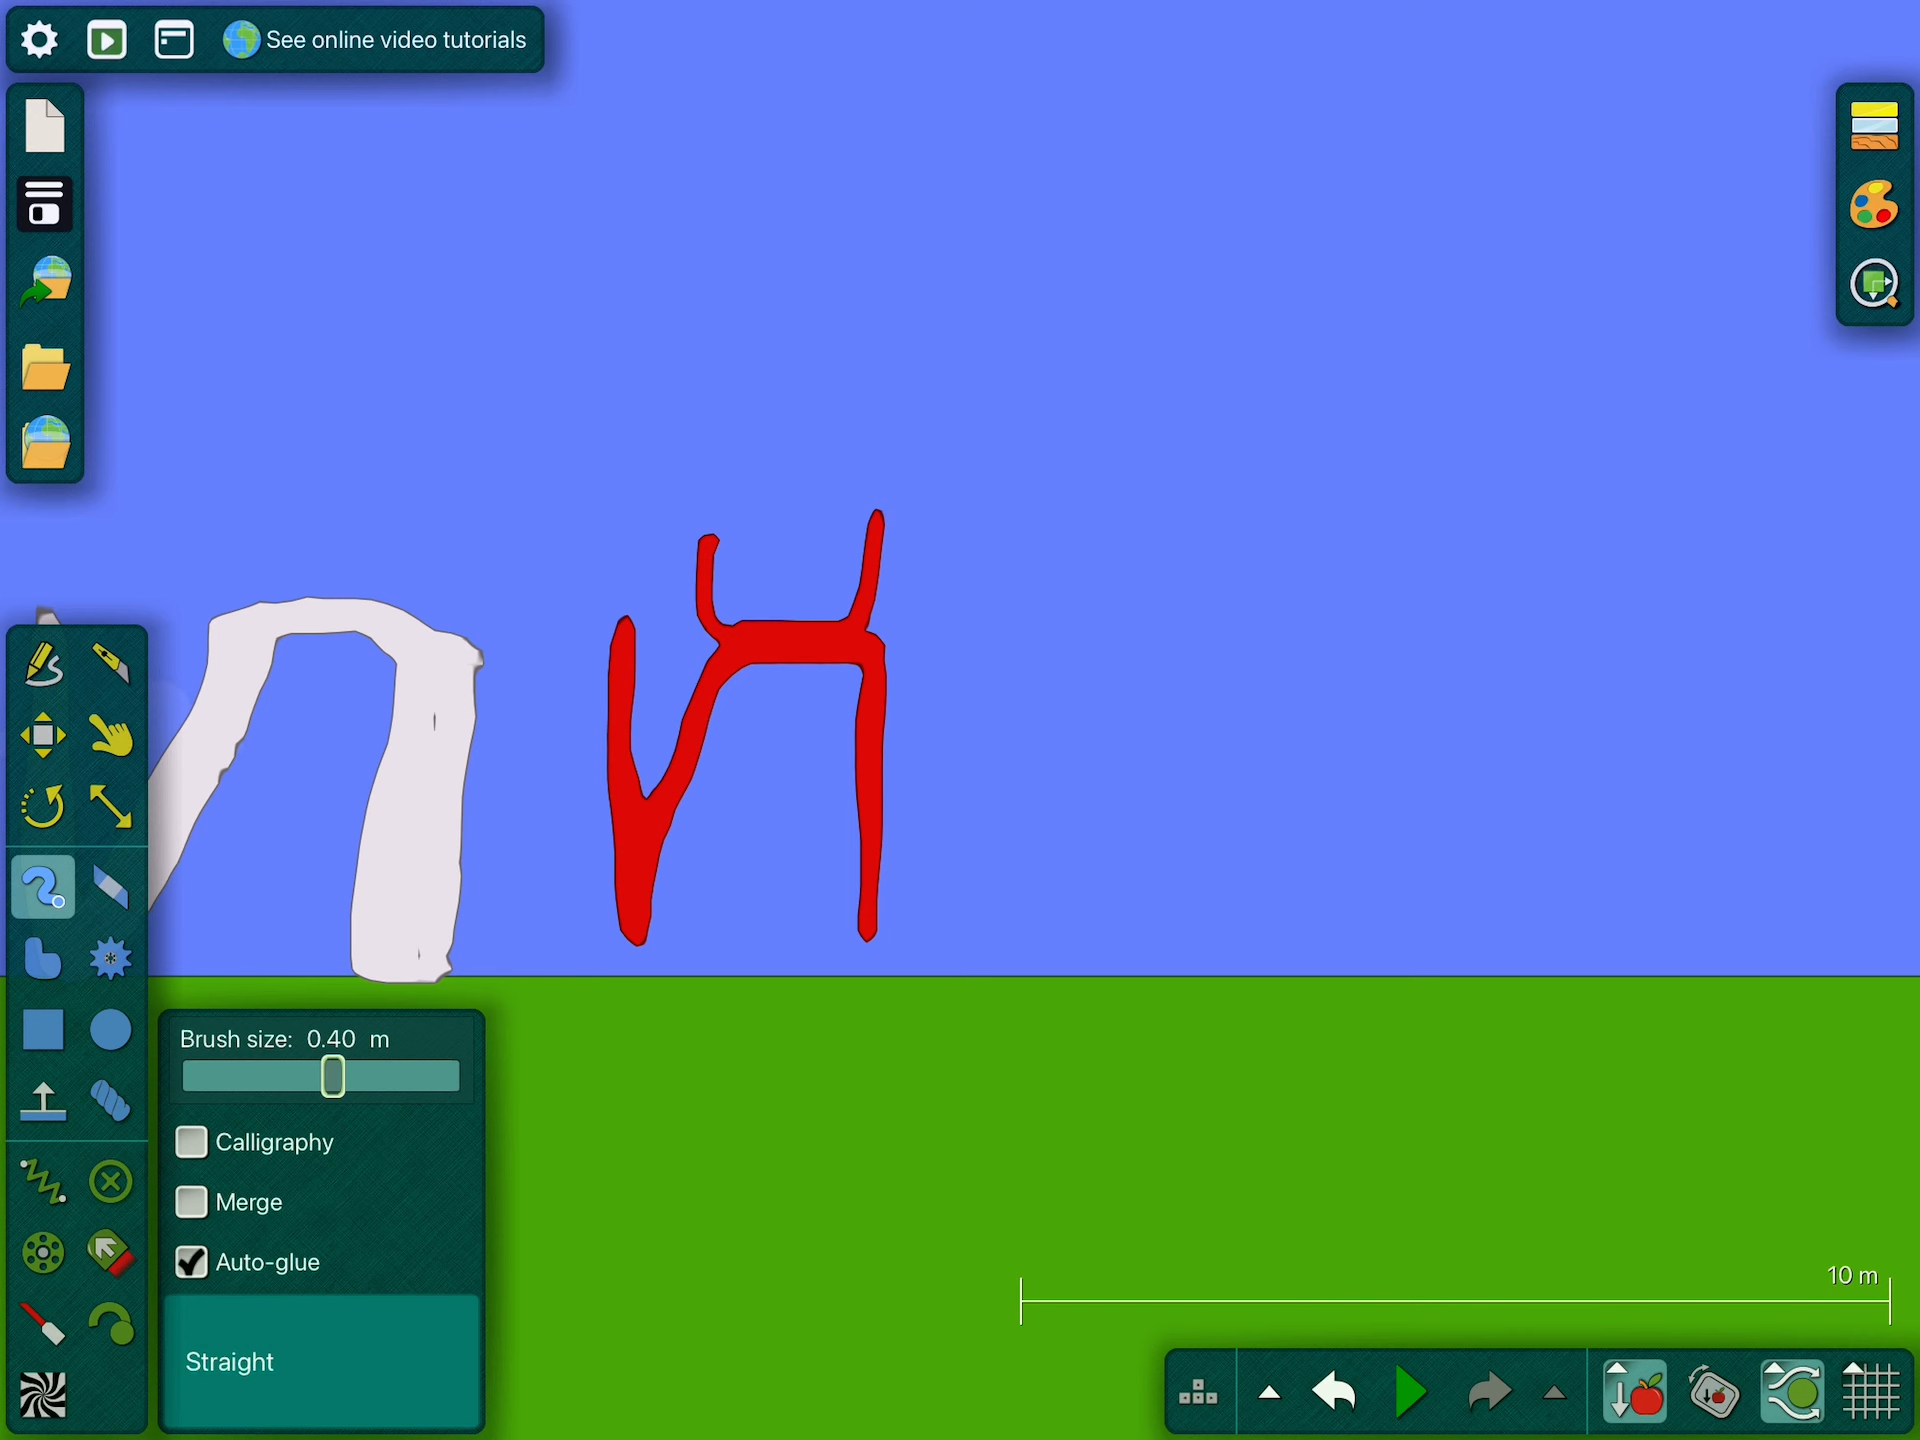 See online video tutorials
Brush size: 0.40 m
Calligraphy
Merge
Auto-glue
Straight
10 m